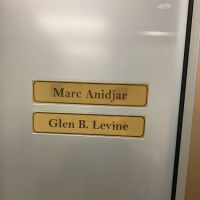 Marc Anidjar
Glen B. Levine